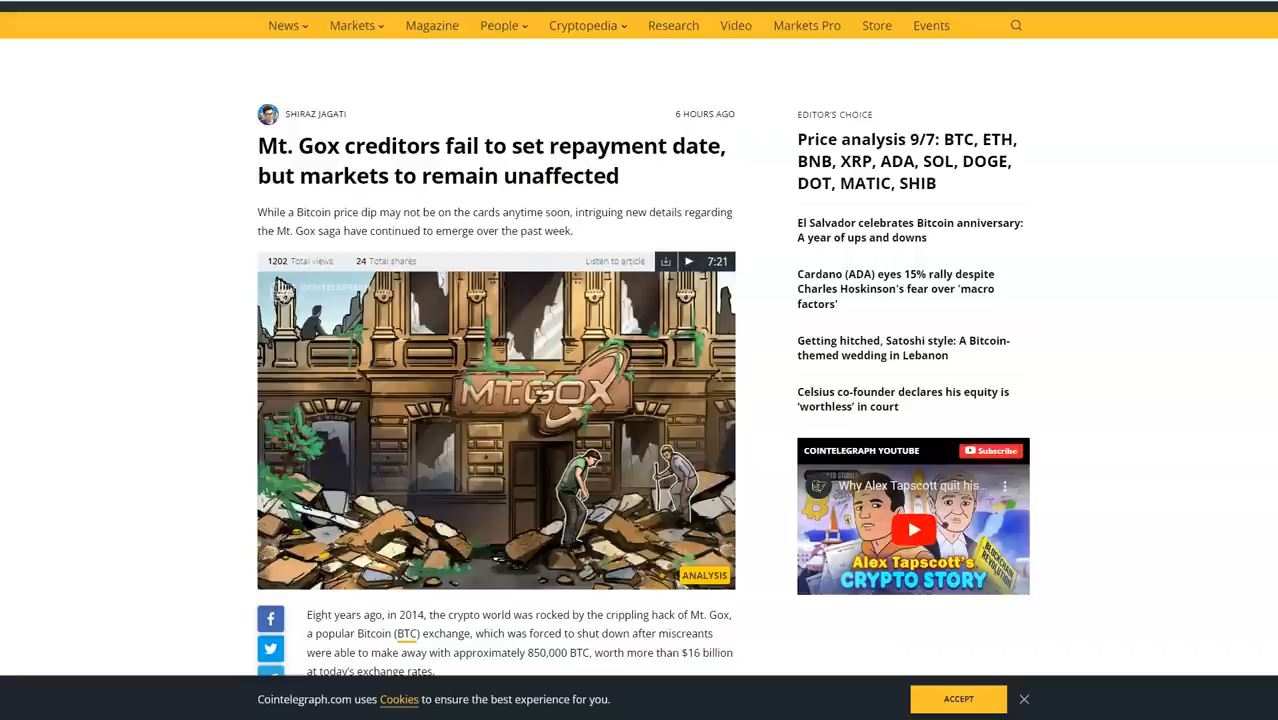 News
Markets
Magazine
People
Cryptopedia
Research
Video
Markets Pro
Store
Events
SHIRAZ JAGATI
6 HOURS AGO
Mt. Gox creditors fail to set repayment date,
but markets to remain unaffected
While a Bitcoin price dip may not be on the cards anytime soon, intriguing new details regarding
the Mt. Gox saga have continued to emerge over the past week.
1202 Total views
24 Total shares
Listen to article
7:21
COINTELEGRAPH
MT.GOX
ANALYSIS
Eight years ago, in 2014, the crypto world was rocked by the crippling hack of Mt. Gox,
a popular Bitcoin (BTC) exchange, which was forced to shut down after miscreants
were able to make away with approximately 850,000 BTC, worth more than $16 billion
at today's exchange rates.
EDITOR'S CHOICE
Price analysis 9/7: BTC, ETH,
BNB, XRP, ADA, SOL, DOGE,
DOT, MATIC, SHIB
El Salvador celebrates Bitcoin anniversary:
A year of ups and downs
Cardano (ADA) eyes 15% rally despite
Charles Hoskinson's fear over 'macro
factors'
Getting hitched, Satoshi style: A Bitcoin-
themed wedding in Lebanon
Celsius co-founder declares his equity is
‘worthless’ in court
COINTELEGRAPH YOUTUBE
Subscribe
Why Alex Tapscott quit his...
BLOCKCHAIN
REVOLUTION
Alex Tapscott's
CRYPTO STORY
Cointelegraph.com uses Cookies to ensure the best experience for you.
ACCEPT